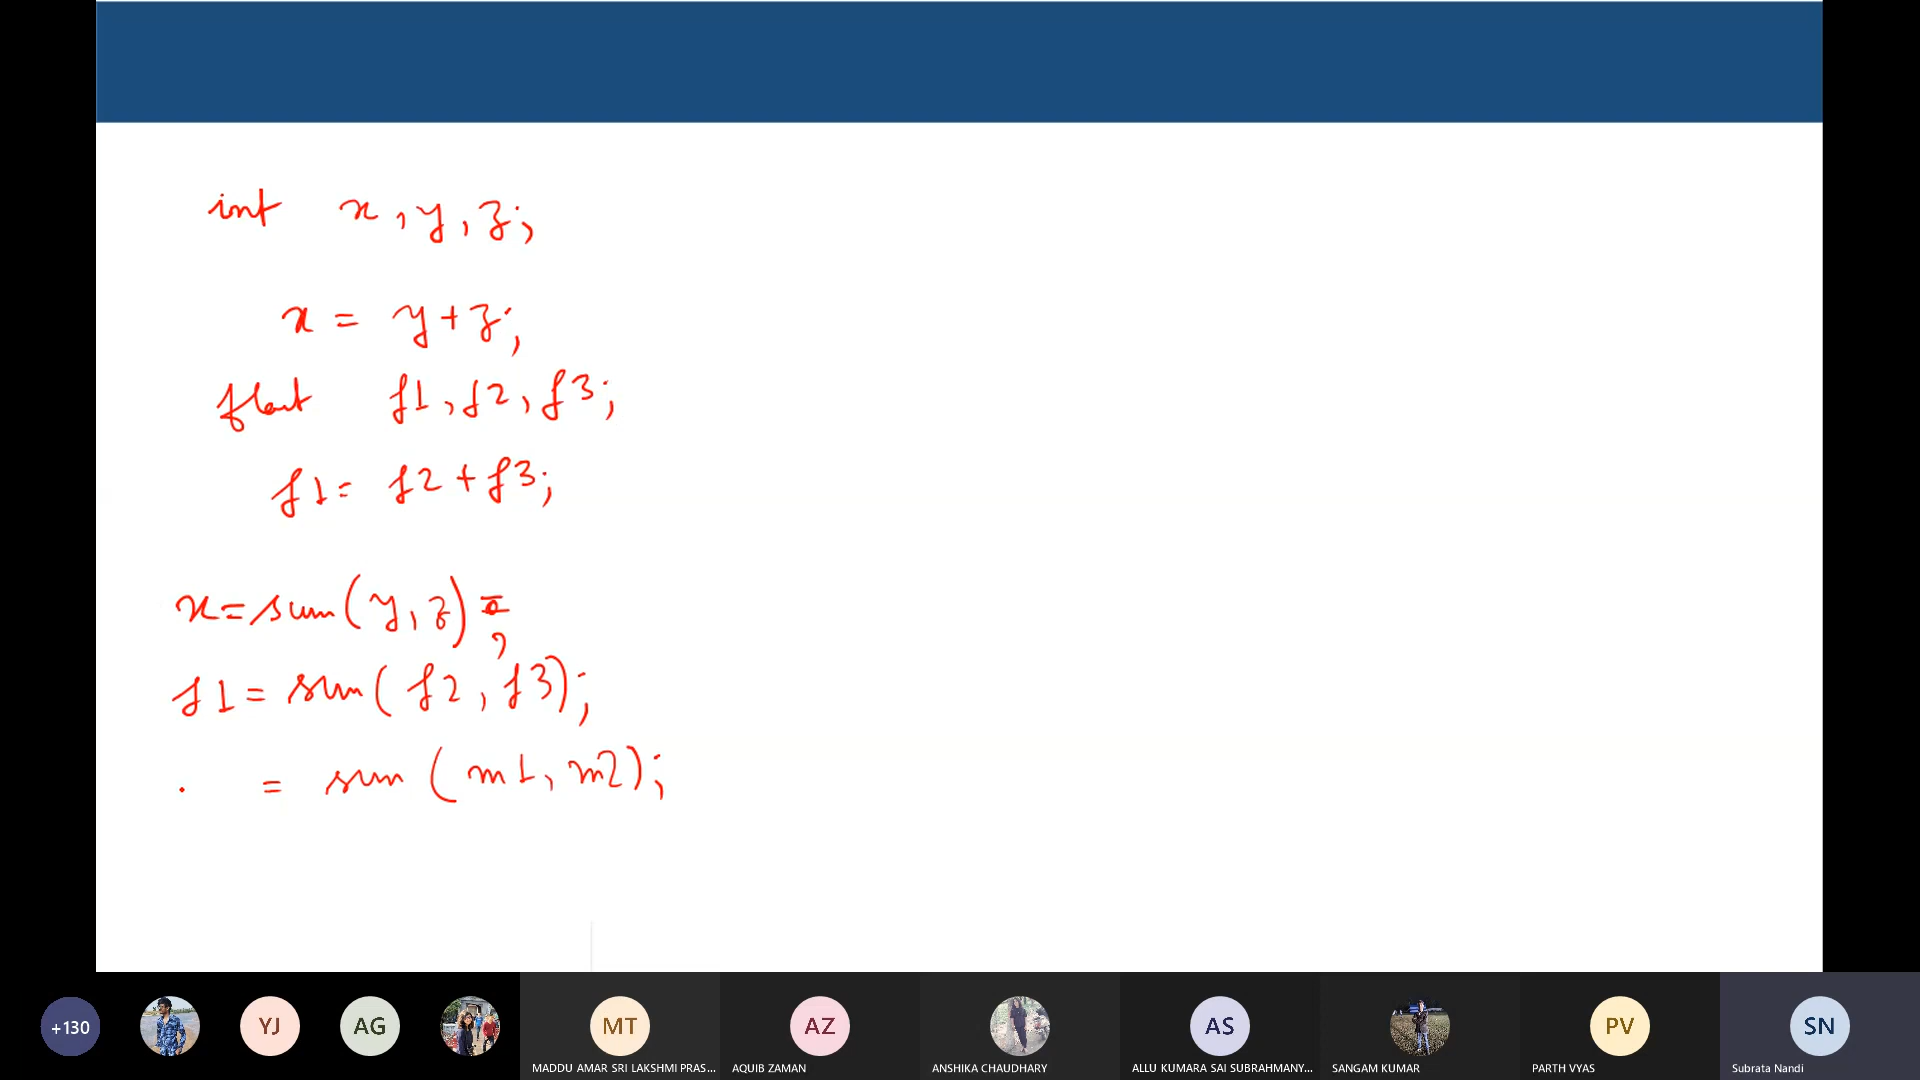 int x, y, z;
x = y+z;
float f1, f2, f3;
f1 = f2 + f3;
x = sum(y, z);
f1 = sum( f2, f3);
. = sum ( m1, m2);
+130
YJ
AG
MT
AZ
AS
PV
SN
MADDU AMAR SRI LAKSHMI PRAS...
AQUIB ZAMAN
ANSHIKA CHAUDHARY
ALLU KUMARA SAI SUBRAHMANY...
SANGAM KUMAR
PARTH VYAS
Subrata Nandi